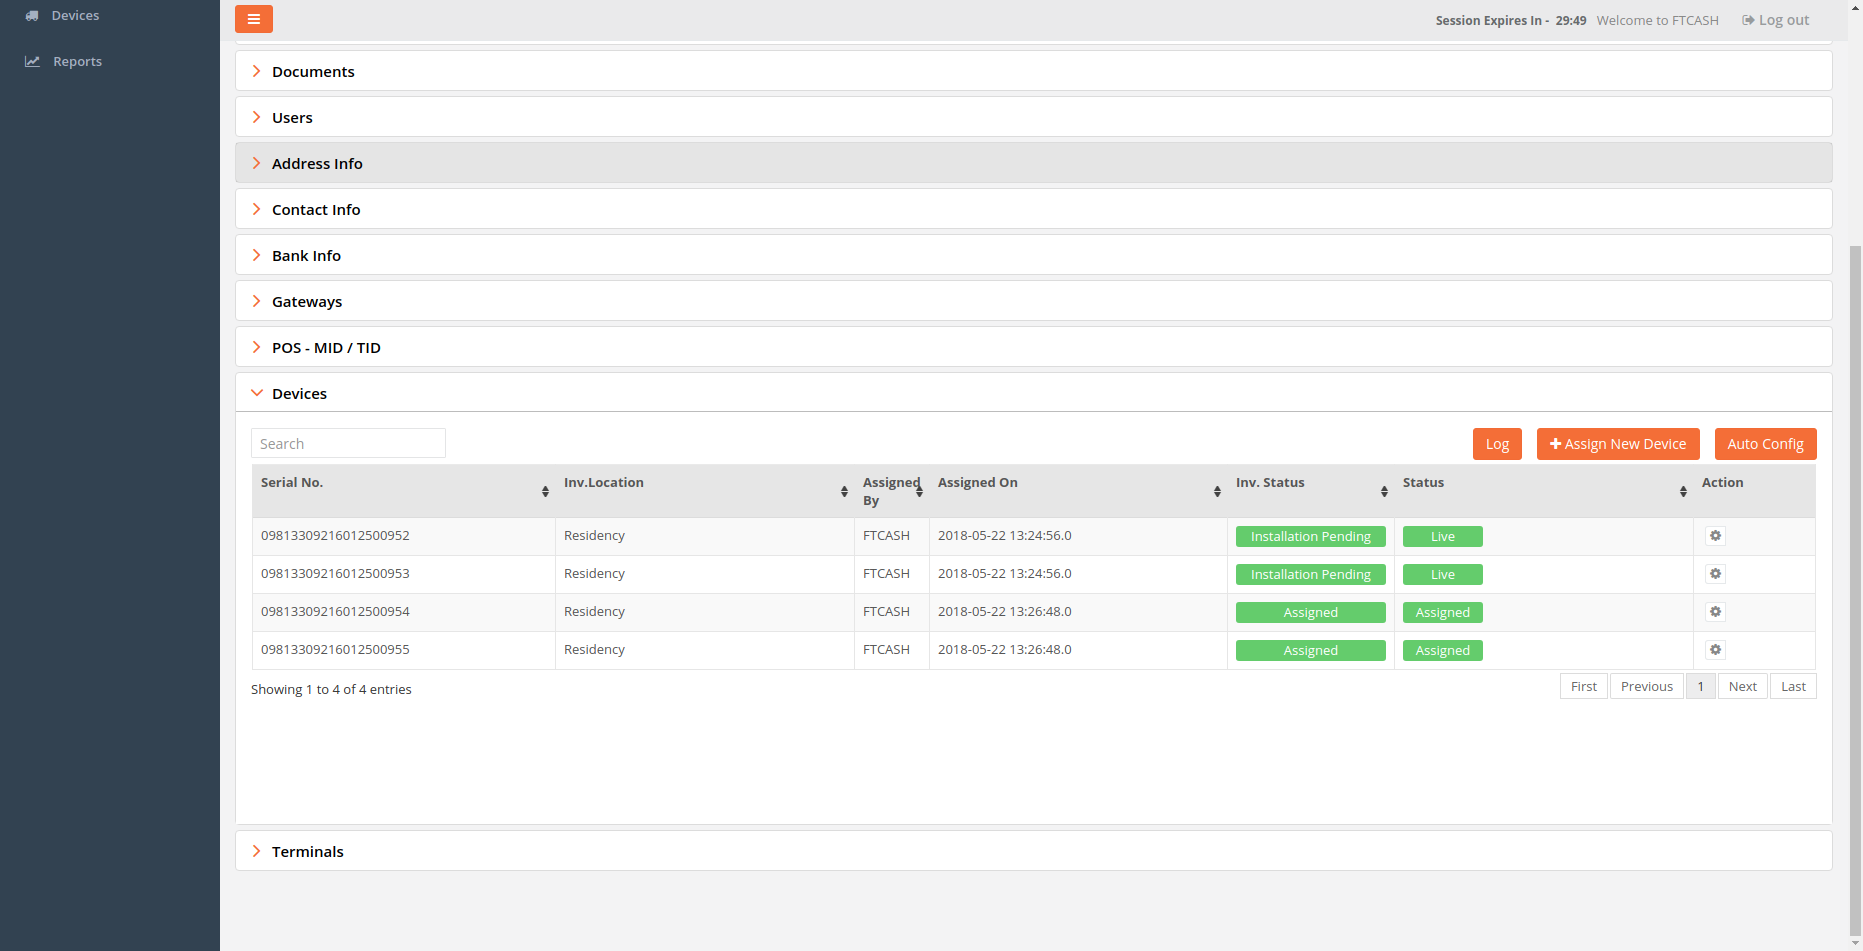 Devices
Reports
Session Expires In - 29:49 Welcome to FTCASH Log out
Documents
Users
Address Info
Contact Info
Bank Info
Gateways
POS - MID / TID
Devices
Search Log Assign New Device Auto Config
Serial No. Inv.Location Assigned By Assigned On Inv. Status Status Action
09813309216012500952 Residency FTCASH 2018-05-22 13:24:56.0 Installation Pending Live
09813309216012500953 Residency FTCASH 2018-05-22 13:24:56.0 Installation Pending Live
09813309216012500954 Residency FTCASH 2018-05-22 13:26:48.0 Assigned Assigned
09813309216012500955 Residency FTCASH 2018-05-22 13:26:48.0 Assigned Assigned
Showing 1 to 4 of 4 entries First Previous 1 Next Last
Terminals